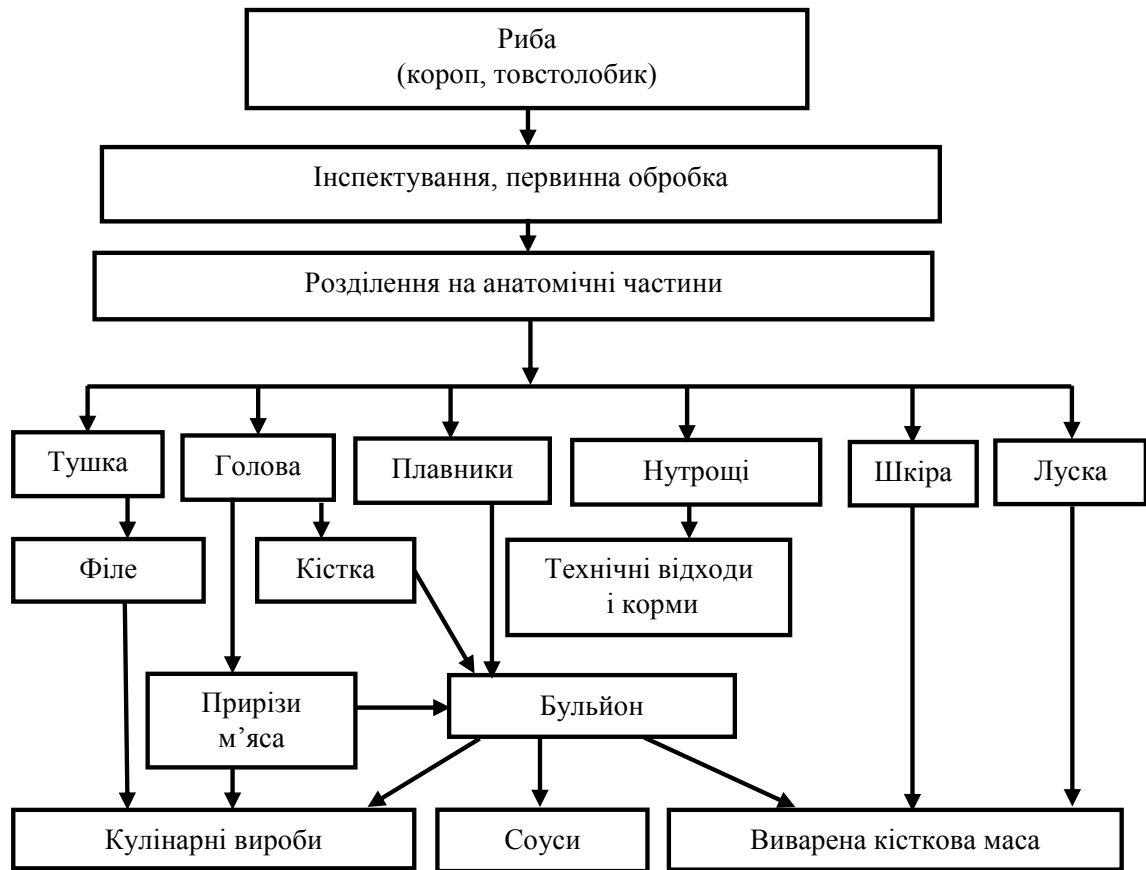 Риба
(короп, товстолобик)
Інспектування, первинна обробка
Розділення на анатомічні частини
Тушка
Голова
Плавники
Нутрощі
Шкіра
Луска
Філе
Кістка
Технічні відходи
і корми
Прирізи
м’яса
Бульйон
Кулінарні вироби
Соуси
Виварена кісткова маса